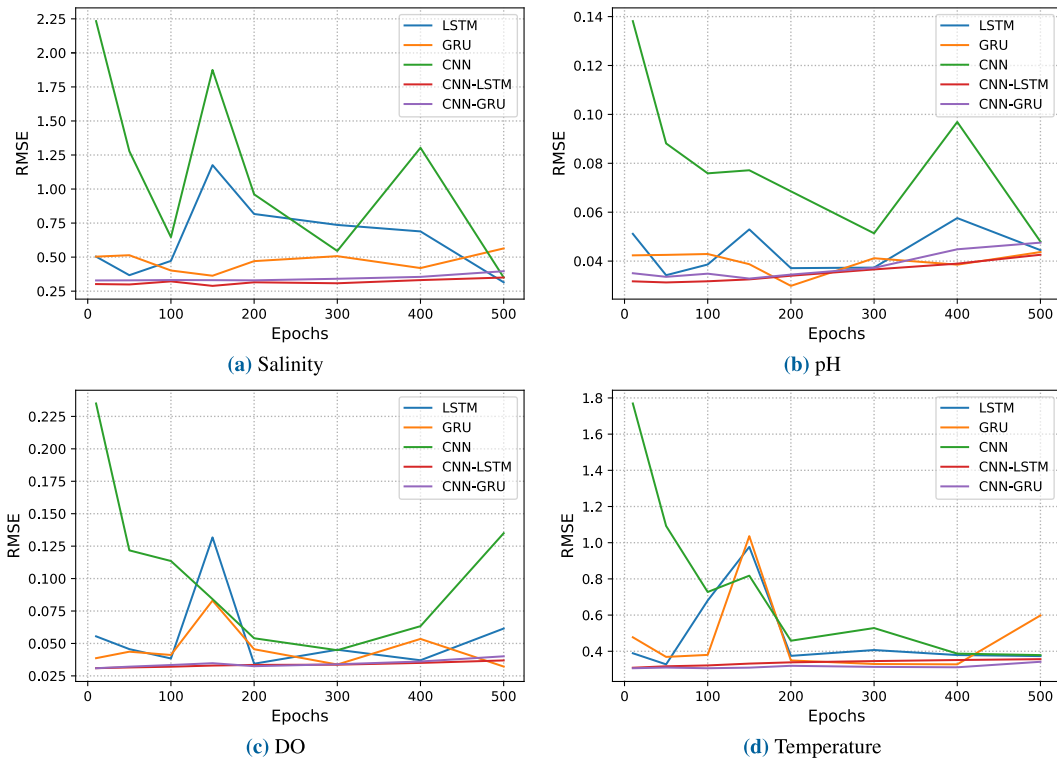 2.25
2.00
1.75
1.50
1.25
1.00
0.75
0.50
0.25
RMSE
LSTM
GRU
CNN
CNN-LSTM
CNN-GRU
0 100 200 300 400 500
Epochs
(a) Salinity
0.14
0.12
0.10
0.08
0.06
0.04
RMSE
LSTM
GRU
CNN
CNN-LSTM
CNN-GRU
0 100 200 300 400 500
Epochs
(b) pH
0.225
0.200
0.175
0.150
0.125
0.100
0.075
0.050
0.025
RMSE
LSTM
GRU
CNN
CNN-LSTM
CNN-GRU
0 100 200 300 400 500
Epochs
(c) DO
1.8
1.6
1.4
1.2
1.0
0.8
0.6
0.4
RMSE
LSTM
GRU
CNN
CNN-LSTM
CNN-GRU
0 100 200 300 400 500
Epochs
(d) Temperature